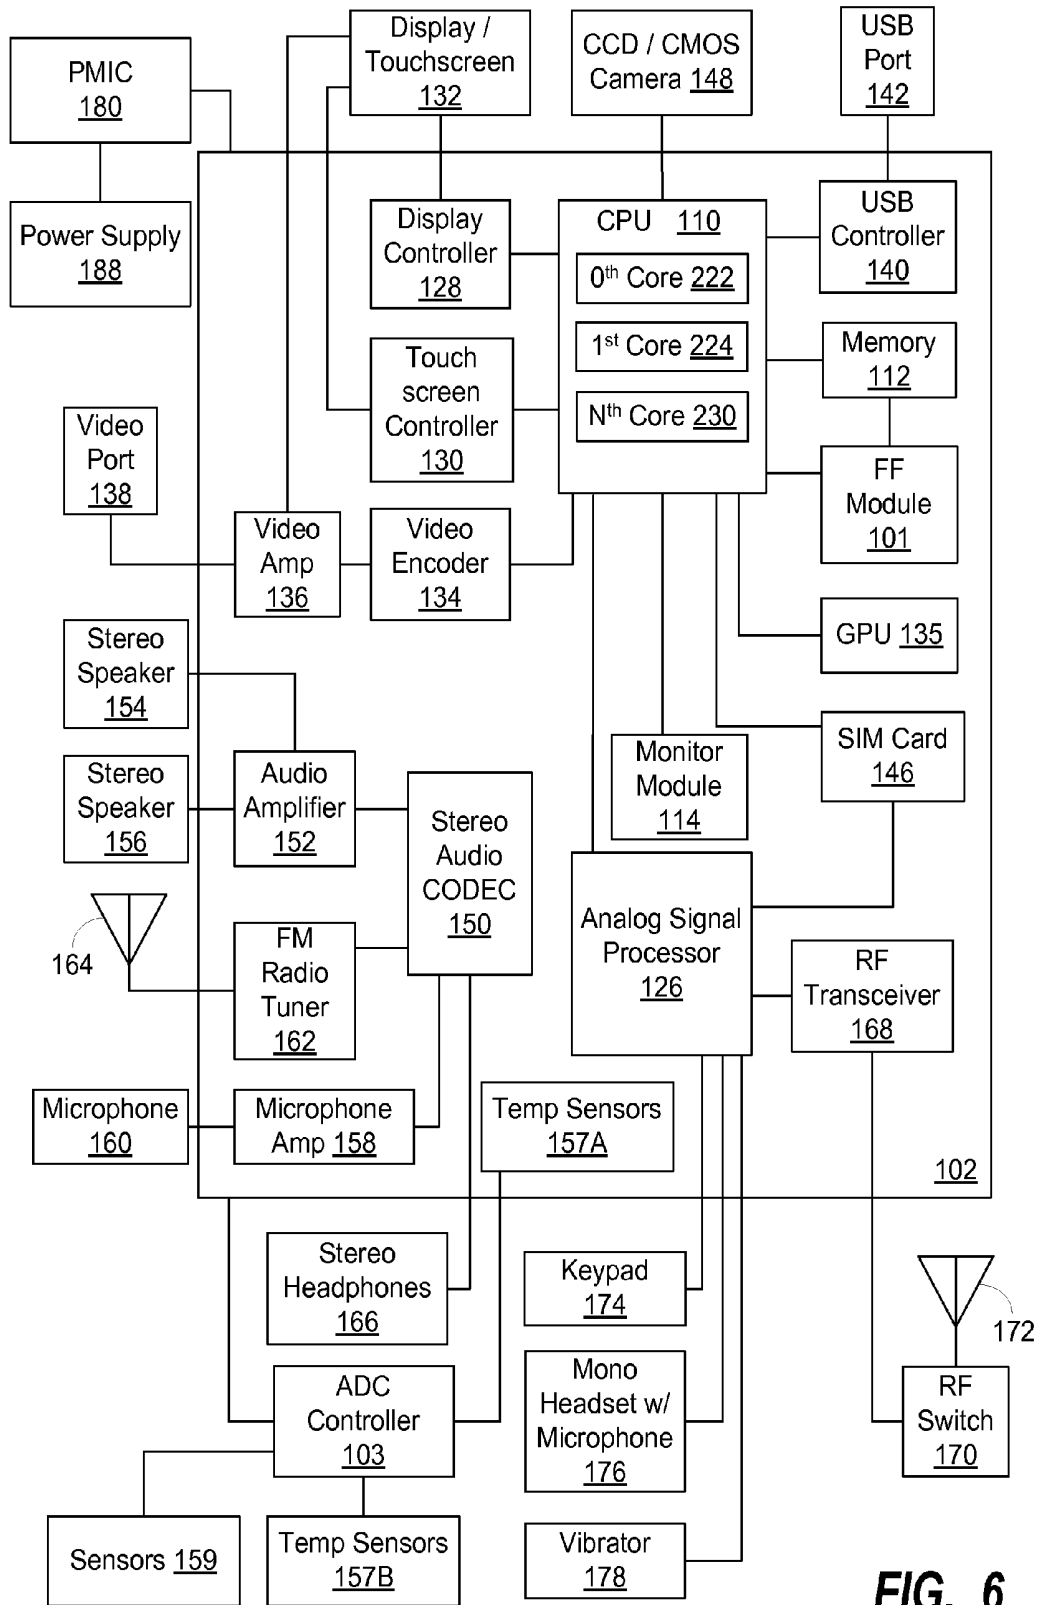 PMIC
180
Display /
Touchscreen
132
CCD / CMOS
Camera 148
USB
Port
142
Power Supply
188
Display
Controller
128
CPU 110
0th Core 222
1st Core 224
Nth Core 230
USB
Controller
140
Memory
112
Touch
screen
Controller
130
Video
Port
138
FF
Module
101
Video
Amp
136
Video
Encoder
134
GPU 135
Stereo
Speaker
154
SIM Card
146
Monitor
Module
114
Stereo
Speaker
156
Audio
Amplifier
152
Stereo
Audio
CODEC
150
Analog Signal
Processor
126
164
FM
Radio
Tuner
162
RF
Transceiver
168
Microphone
160
Microphone
Amp 158
Temp Sensors
157A
102
Stereo
Headphones
166
Keypad
174
172
ADC
Controller
103
Mono
Headset w/
Microphone
176
RF
Switch
170
Sensors 159
Temp Sensors
157B
Vibrator
178
FIG. 6